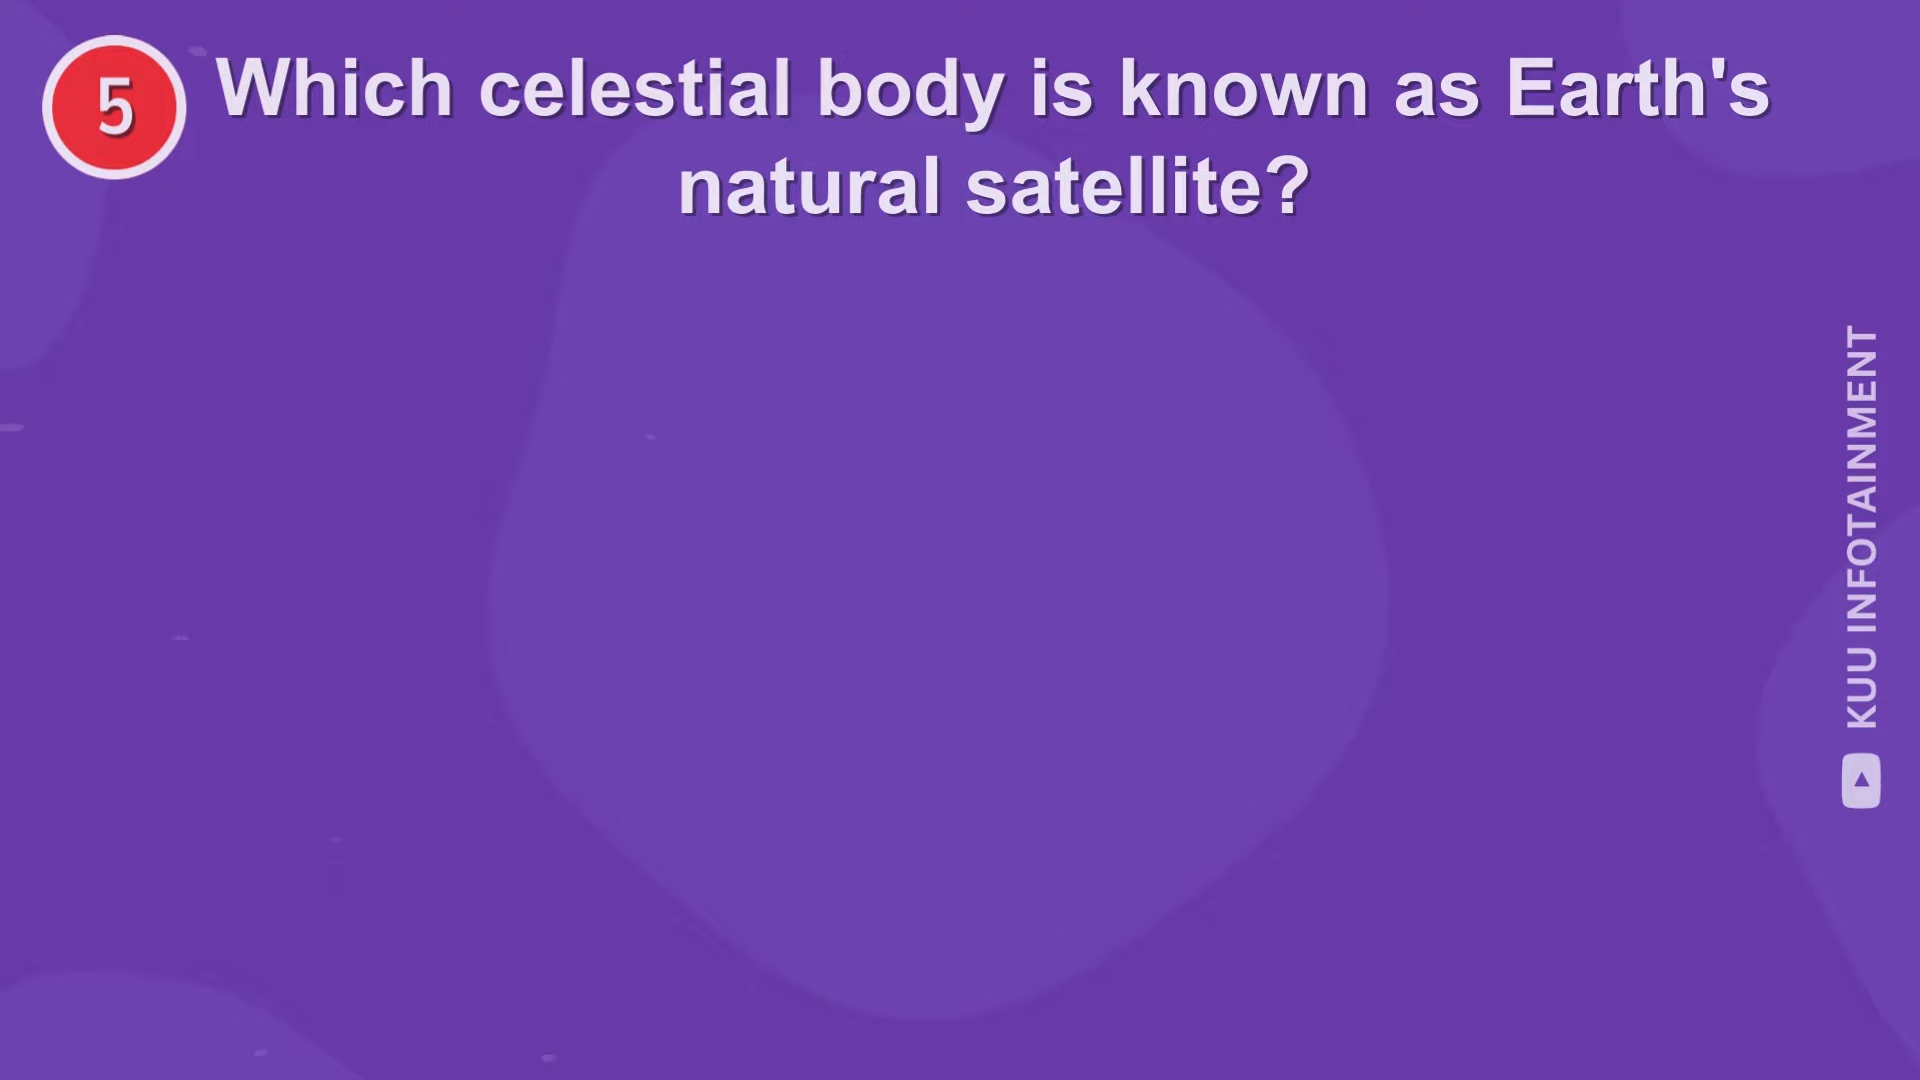 5
Which celestial body is known as Earth's
natural satellite?
KUU INFOTAINMENT